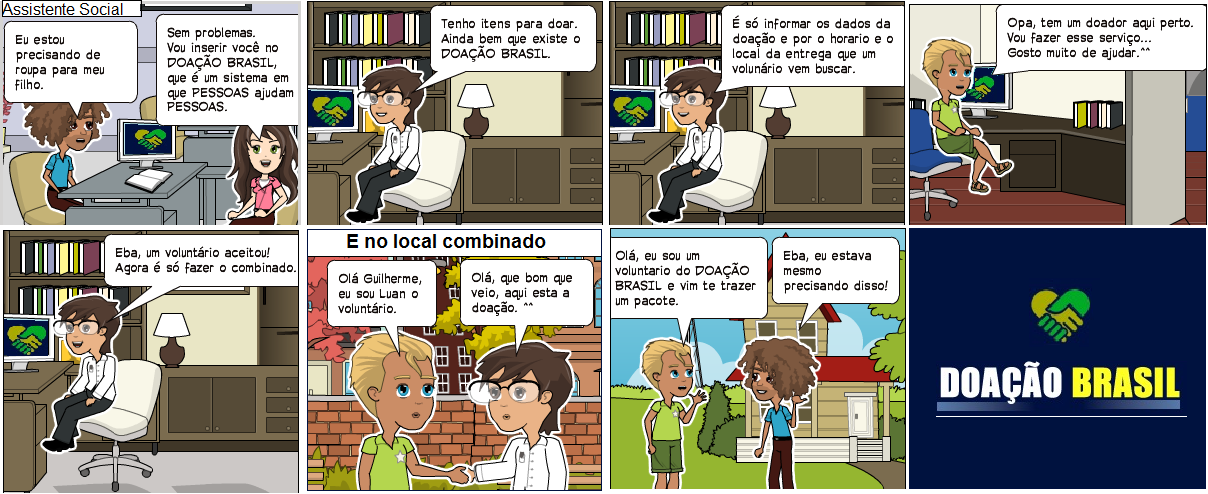 Assistente Social
Eu estou
precisando de
roupa para meu
filho.
Sem problemas.
Vou inserir você no
DOAÇÃO BRASIL,
que é um sistema em
que PESSOAS ajudam
PESSOAS.
Tenho itens para doar.
Ainda bem que existe o
DOAÇÃO BRASIL.
É só informar os dados da
doação e por o horario e o
local da entrega que um
volunário vem buscar.
Opa, tem um doador aqui perto.
Vou fazer esse serviço...
Gosto muito de ajudar.^^
Eba, um voluntário aceitou!
Agora é só fazer o combinado.
E no local combinado
Olá Guilherme,
eu sou Luan o
voluntário.
Olá, que bom que
veio, aqui esta a
doação. ^^
Olá, eu sou um
voluntario do DOAÇÃO
BRASIL e vim te trazer
um pacote.
Eba, eu estava
mesmo
precisando disso!
DOAÇÃO BRASIL